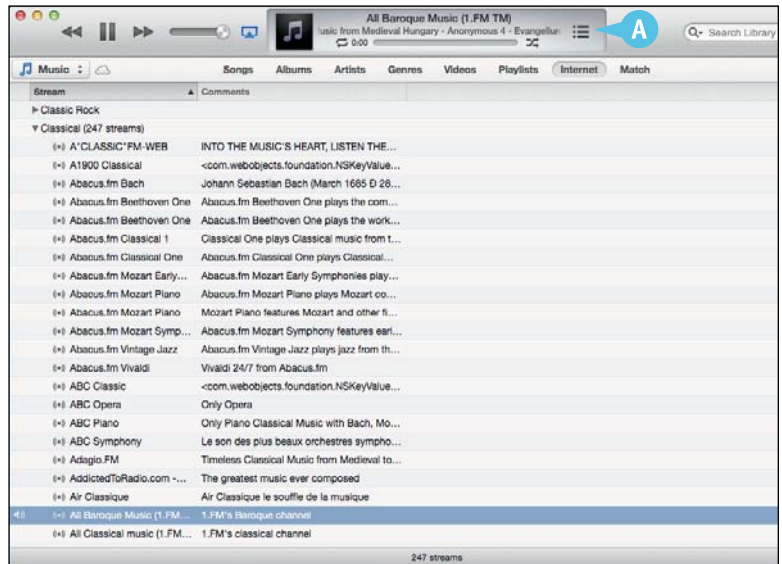 All Baroque Music (1.FM TM)
usic from Medieval Hungary - Anonymous 4 - Evangelium
0:00
A
Search Library
Music
Songs Albums Artists Genres Videos Playlists Internet Match
Stream Comments
Classic Rock
Classical (247 streams)
A*CLASSIC*FM-WEB INTO THE MUSIC'S HEART, LISTEN THE...
A1900 Classical <com.webobjects.foundation.NSKeyValue...
Abacus.fm Bach Johann Sebastian Bach (March 1685 Ð 28...
Abacus.fm Beethoven One Abacus.fm Beethoven One plays the com...
Abacus.fm Beethoven One Abacus.fm Beethoven One plays the work...
Abacus.fm Classical 1 Classical One plays Classical music from t...
Abacus.fm Classical One Abacus.fm Classical One plays Classical...
Abacus.fm Mozart Early... Abacus.fm Mozart Early Symphonies play...
Abacus.fm Mozart Piano Abacus.fm Mozart Piano plays Mozart co...
Abacus.fm Mozart Piano Mozart Piano features Mozart and other fi...
Abacus.fm Mozart Symp... Abacus.fm Mozart Symphony features earl...
Abacus.fm Vintage Jazz Abacus.fm Vintage Jazz plays jazz from th...
Abacus.fm Vivaldi Vivaldi 24/7 from Abacus.fm
ABC Classic <com.webobjects.foundation.NSKeyValue...
ABC Opera Only Opera
ABC Piano Only Piano Classical Music with Bach, Mo...
ABC Symphony Le son des plus beaux orchestres sympho...
Adagio.FM Timeless Classical Music from Medieval to...
AddictedToRadio.com -... The greatest music ever composed
Air Classique Air Classique le souffle de la musique
All Baroque Music (1.FM... 1.FM's Baroque channel
All Classical music (1.FM... 1.FM's classical channel
247 streams